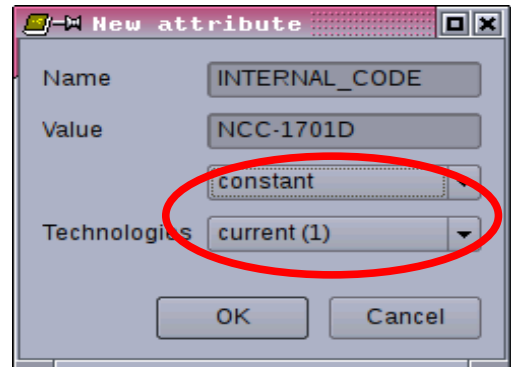 New attribute
Name INTERNAL_CODE
Value NCC-1701D
constant
Technologies current (1)
OK Cancel